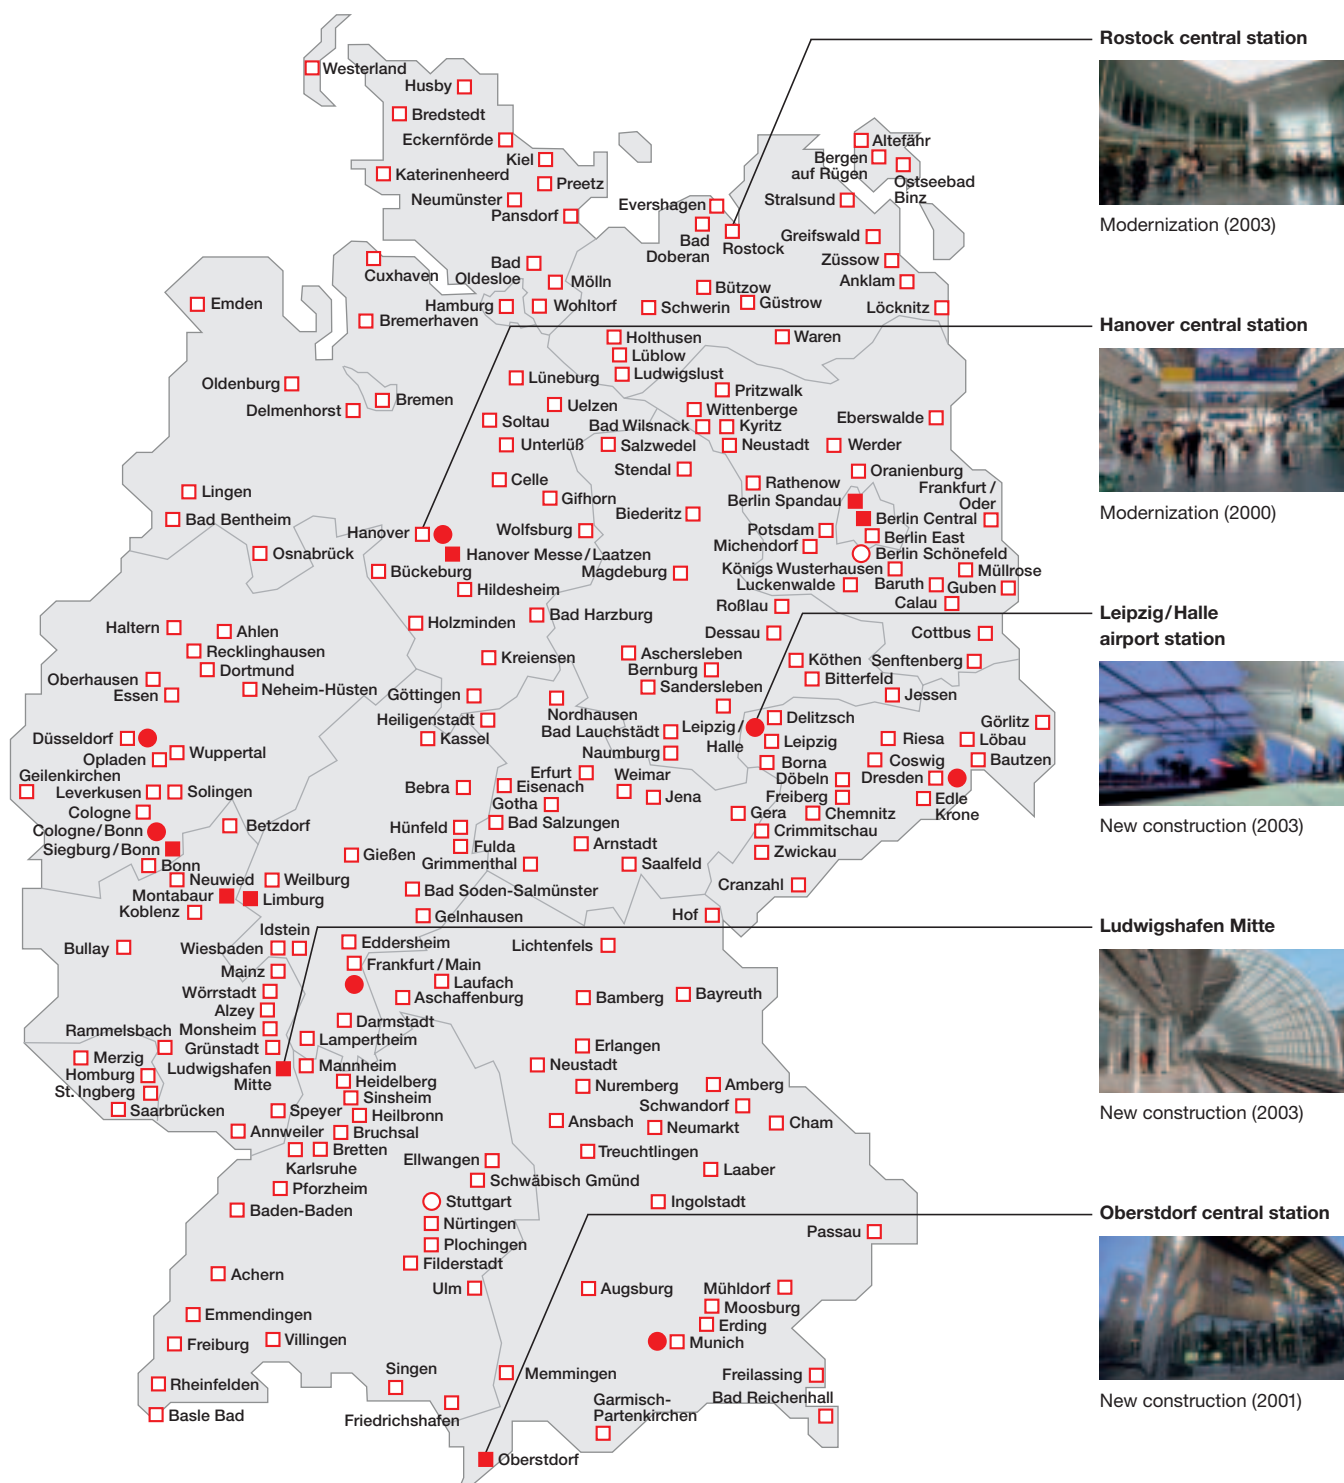 Westerland
Husby
Bredstedt
Eckernförde
Kiel
Katerinenheerd
Preetz
Neumünster
Pansdorf
Altefähr
Bergen
auf Rügen
Ostseebad
Binz
Evershagen
Stralsund
Bad
Doberan
Rostock
Greifswald
Züssow
Anklam
Cuxhaven
Bad
Oldesloe
Mölln
Bützow
Emden
Hamburg
Wohltorf
Schwerin
Güstrow
Löcknitz
Bremerhaven
Holthusen
Waren
Lüblow
Ludwigslust
Oldenburg
Lüneburg
Pritzwalk
Delmenhorst
Bremen
Uelzen
Wittenberge
Eberswalde
Soltau
Bad Wilsnack
Kyritz
Unterlüß
Salzwedel
Neustadt
Werder
Stendal
Oranienburg
Celle
Rathenow
Frankfurt /
Oder
Lingen
Gifhorn
Berlin Spandau
Bad Bentheim
Biederitz
Berlin Central
Hanover
Wolfsburg
Potsdam
Berlin East
Osnabrück
Hanover Messe / Laatzen
Michendorf
Berlin Schönefeld
Bückeburg
Magdeburg
Königs Wusterhausen
Müllrose
Hildesheim
Luckenwalde
Baruth
Guben
Roßlau
Calau
Haltern
Ahlen
Holzminden
Bad Harzburg
Dessau
Cottbus
Recklinghausen
Kreiensen
Aschersleben
Köthen
Senftenberg
Dortmund
Bernburg
Bitterfeld
Oberhausen
Essen
Neheim-Hüsten
Göttingen
Sandersleben
Jessen
Nordhausen
Heiligenstadt
Leipzig /
Halle
Delitzsch
Görlitz
Düsseldorf
Kassel
Bad Lauchstädt
Leipzig
Riesa
Löbau
Opladen
Wuppertal
Naumburg
Borna
Coswig
Bautzen
Geilenkirchen
Erfurt
Weimar
Döbeln
Dresden
Leverkusen
Solingen
Bebra
Eisenach
Jena
Freiberg
Edle
Krone
Cologne
Gotha
Gera
Chemnitz
Cologne / Bonn
Betzdorf
Hünfeld
Bad Salzungen
Crimmitschau
Siegburg / Bonn
Gießen
Fulda
Arnstadt
Zwickau
Bonn
Grimmenthal
Saalfeld
Neuwied
Weilburg
Bad Soden-Salmünster
Cranzahl
Montabaur
Limburg
Koblenz
Gelnhausen
Hof
Idstein
Bullay
Wiesbaden
Eddersheim
Lichtenfels
Mainz
Frankfurt / Main
Laufach
Wörrstadt
Aschaffenburg
Bamberg
Bayreuth
Alzey
Darmstadt
Rammelsbach
Monsheim
Lampertheim
Merzig
Grünstadt
Erlangen
Homburg
Ludwigshafen
Mitte
Mannheim
Neustadt
St. Ingberg
Heidelberg
Nuremberg
Amberg
Saarbrücken
Sinsheim
Speyer
Heilbronn
Schwandorf
Annweiler
Bruchsal
Ansbach
Neumarkt
Cham
Karlsruhe
Bretten
Treuchtlingen
Ellwangen
Laaber
Pforzheim
Schwäbisch Gmünd
Baden-Baden
Stuttgart
Ingolstadt
Nürtingen
Passau
Plochingen
Filderstadt
Achern
Ulm
Augsburg
Mühldorf
Emmendingen
Moosburg
Erding
Freiburg
Villingen
Munich
Singen
Memmingen
Freilassing
Rheinfelden
Garmisch-
Partenkirchen
Bad Reichenhall
Basle Bad
Friedrichshafen
Oberstdorf
Rostock central station
Modernization (2003)
Hanover central station
Modernization (2000)
Leipzig / Halle
airport station
New construction (2003)
Ludwigshafen Mitte
New construction (2003)
Oberstdorf central station
New construction (2001)